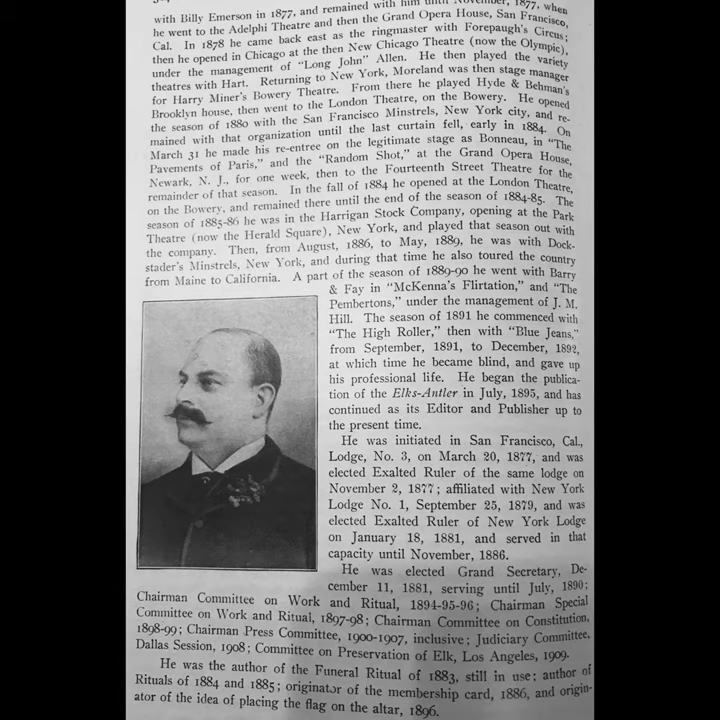 with Billy Emerson in 1877, and remained with him until November, 1877, when
he went to the Adelphi Theatre and then the Grand Opera House, San Francisco,
Cal. In 1878 he came back east as the ringmaster with Forepaugh's Circus;
then he opened in Chicago at the then New Chicago Theatre (now the Olympic),
under the management of "Long John" Allen. He then played the variety
theatres with Hart. Returning to New York, Moreland was then stage manager
for Harry Miner's Bowery Theatre. From there he played Hyde & Behman's
Brooklyn house, then went to the London Theatre, on the Bowery. He opened
the season of 1880 with the San Francisco Minstrels, New York city, and re-
mained with that organization until the last curtain fell, early in 1884. On
March 31 he made his re-entree on the legitimate stage as Bonneau, in "The
Pavements of Paris," and the "Random Shot," at the Grand Opera House,
Newark, N. J., for one week, then to the Fourteenth Street Theatre for the
remainder of that season. In the fall of 1884 he opened at the London Theatre,
on the Bowery, and remained there until the end of the season of 1884-85. The
season of 1885-86 he was in the Harrigan Stock Company, opening at the Park
Theatre (now the Herald Square), New York, and played that season out with
the company. Then, from August, 1886, to May, 1889, he was with Dock-
stader's Minstrels, New York, and during that time he also toured the country
from Maine to California. A part of the season of 1889-90 he went with Barry
& Fay in "McKenna's Flirtation," and "The
Pembertons," under the management of J. M.
Hill. The season of 1891 he commenced with
"The High Roller," then with "Blue Jeans,"
from September, 1891, to December, 1892,
at which time he became blind, and gave up
his professional life. He began the publica-
tion of the Elks-Antler in July, 1895, and has
continued as its Editor and Publisher up to
the present time.
He was initiated in San Francisco, Cal.,
Lodge, No. 3, on March 20, 1877, and was
elected Exalted Ruler of the same lodge on
November 2, 1877; affiliated with New York
Lodge No. 1, September 25, 1879, and was
elected Exalted Ruler of New York Lodge
on January 18, 1881, and served in that
capacity until November, 1886.
He was elected Grand Secretary, De-
cember 11, 1881, serving until July, 1890;
Chairman Committee on Work and Ritual, 1894-95-96; Chairman Special
Committee on Work and Ritual, 1897-98; Chairman Committee on Constitution,
1898-99; Chairman Press Committee, 1900-1907, inclusive; Judiciary Committee,
Dallas Session, 1908; Committee on Preservation of Elk, Los Angeles, 1909.
He was the author of the Funeral Ritual of 1883, still in use; author of
Rituals of 1884 and 1885; originator of the membership card, 1886, and origin-
ator of the idea of placing the flag on the altar, 1896.